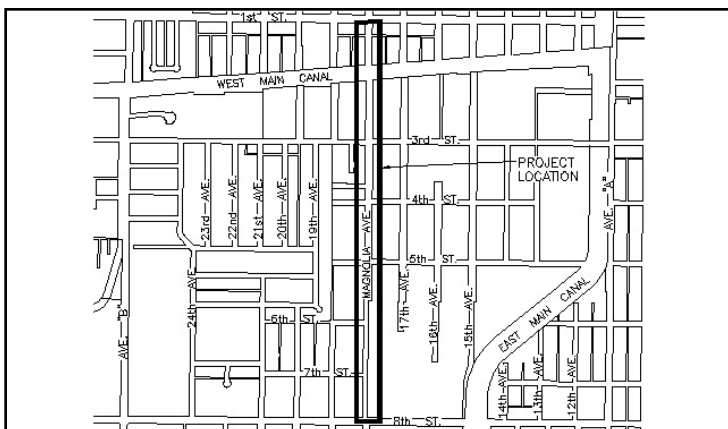 1st ST.
WEST MAIN CANAL
3rd ST.
PROJECT
LOCATION
4th ST.
23rd AVE.
22nd AVE.
21st AVE.
20th AVE.
19th AVE.
MAGNOLIA AVE.
5th ST.
AVE. "A"
AVE. "B"
24th AVE.
6th ST.
17th AVE.
16th AVE.
15th AVE.
EAST MAIN CANAL
7th ST.
14th AVE.
13th AVE.
12th AVE.
8th ST.